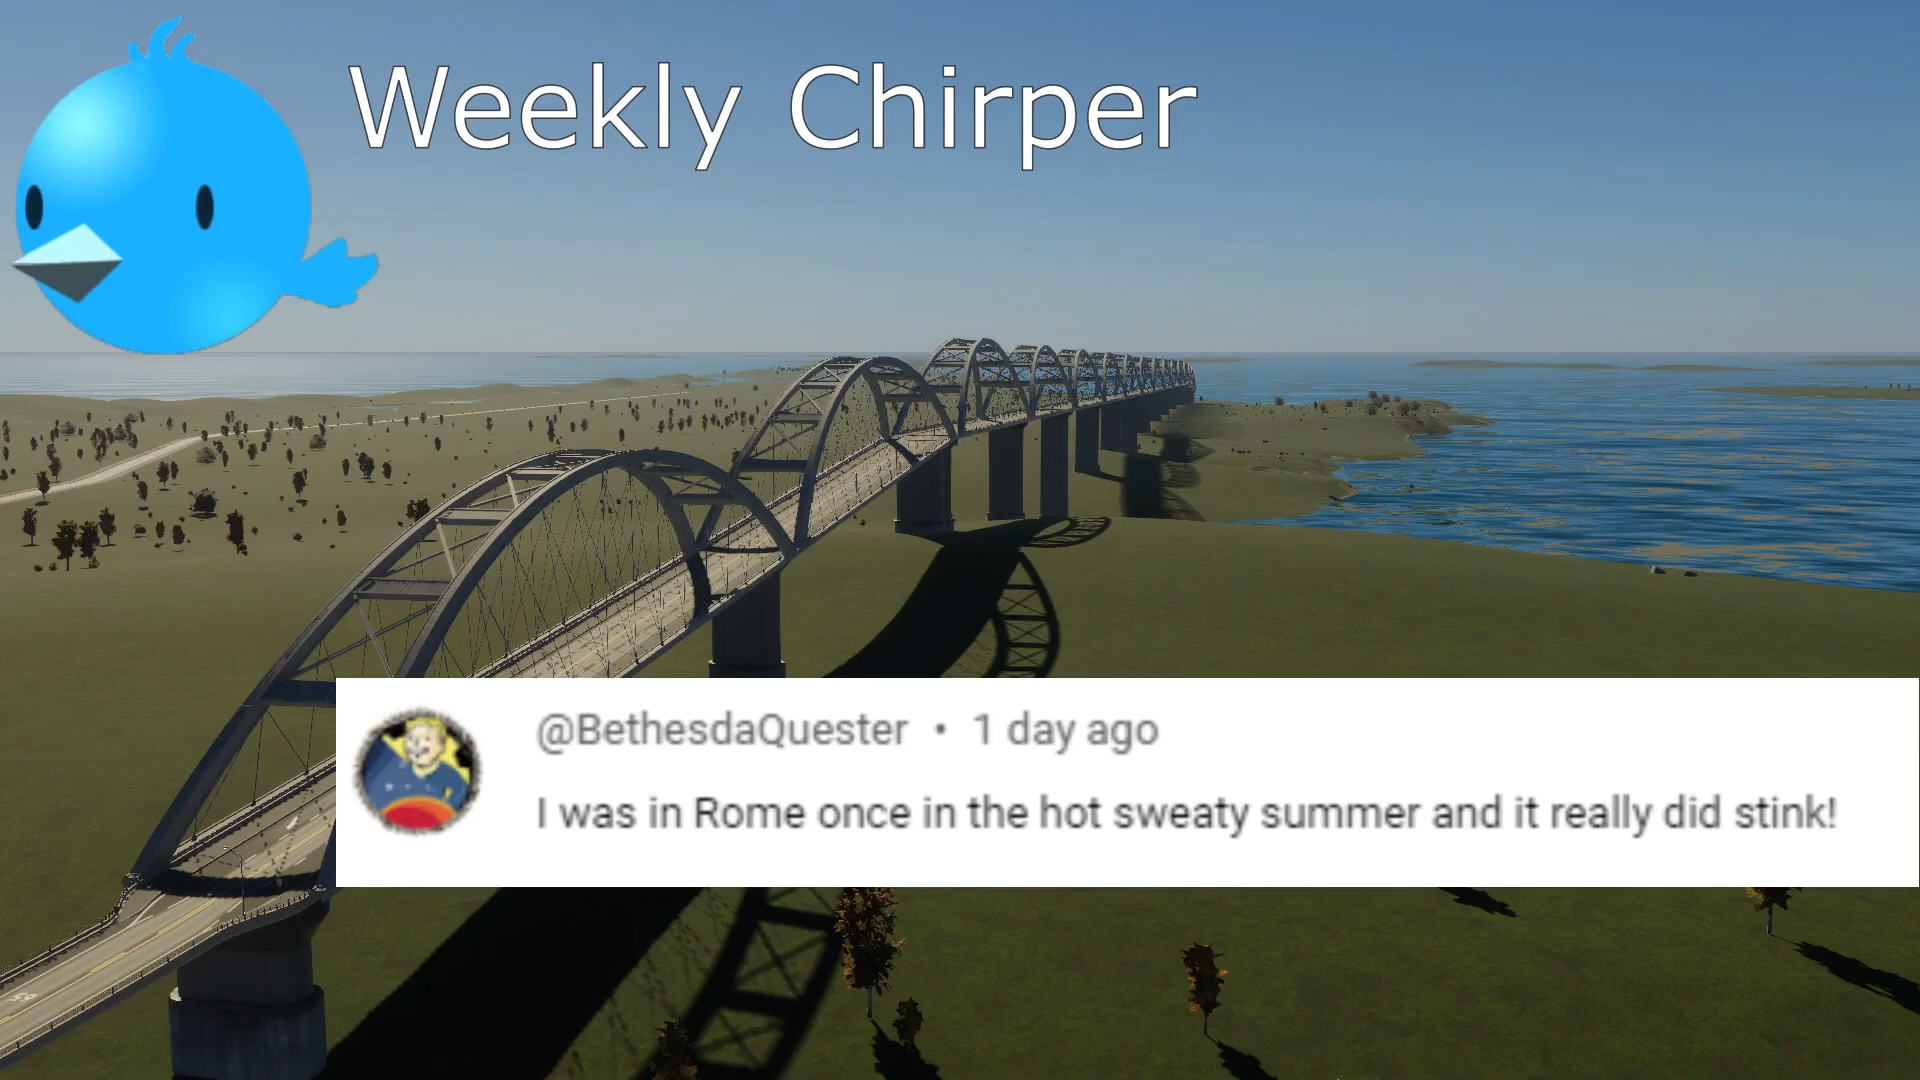 Weekly Chirper
@BethesdaQuester • 1 day ago
I was in Rome once in the hot sweaty summer and it really did stink!